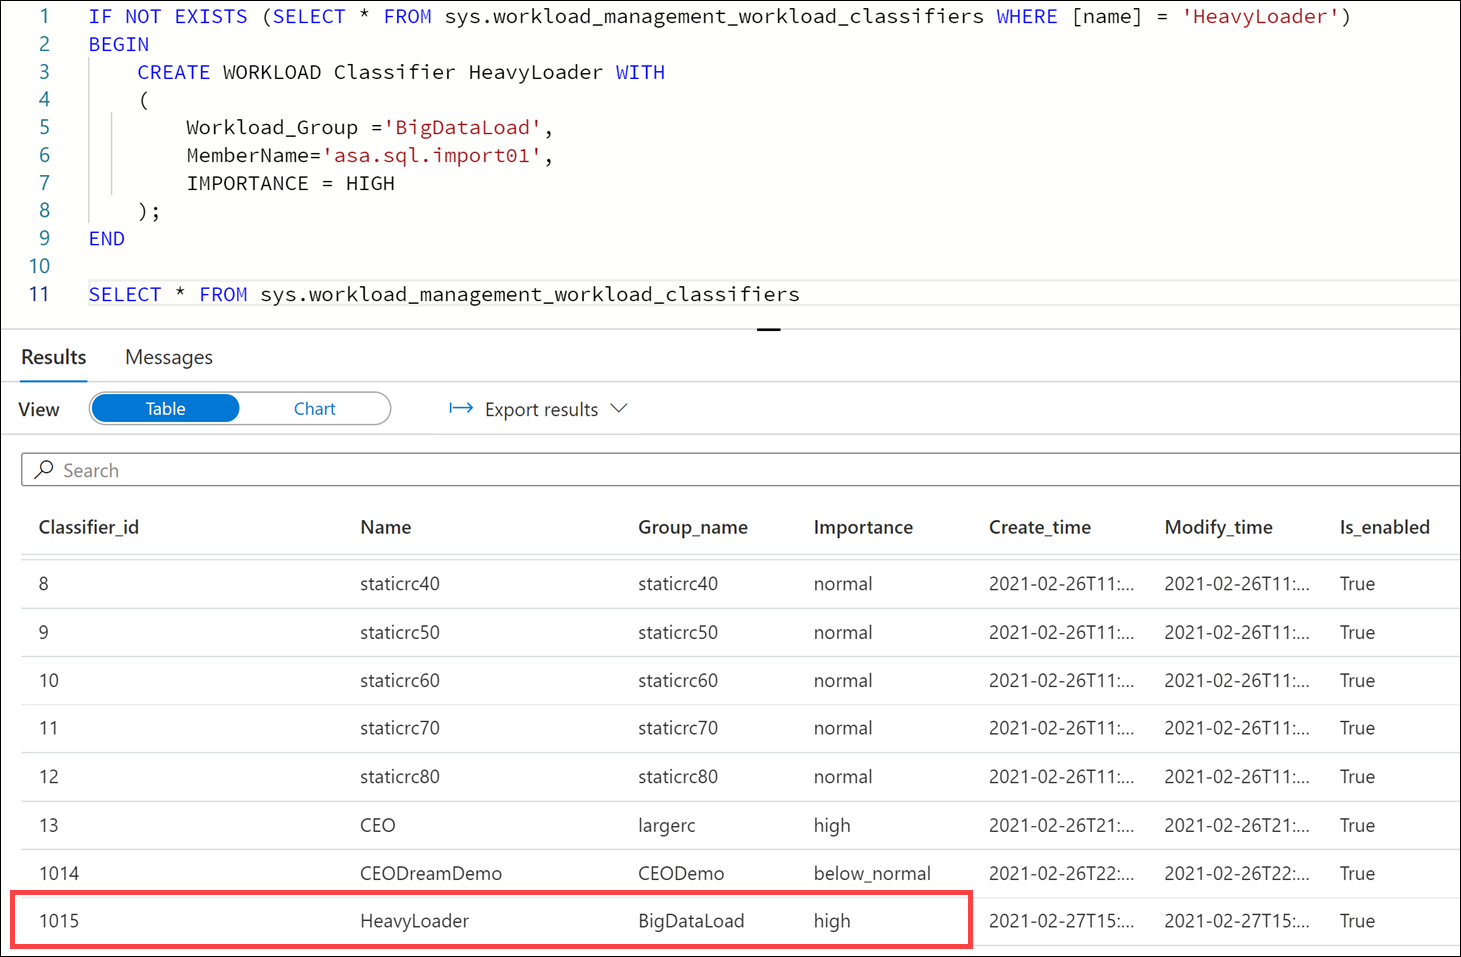 1 IF NOT EXISTS (SELECT * FROM sys.workload_management_workload_classifiers WHERE [name] = 'HeavyLoader')
2 BEGIN
3 CREATE WORKLOAD Classifier HeavyLoader WITH
4 (
5 Workload_Group ='BigDataLoad',
6 MemberName='asa.sql.import01',
7 IMPORTANCE = HIGH
8 );
9 END
10
11 SELECT * FROM sys.workload_management_workload_classifiers
Results Messages
View Table Chart Export results
Search
Classifier_id Name Group_name Importance Create_time Modify_time Is_enabled
8 staticrc40 staticrc40 normal 2021-02-26T11:... 2021-02-26T11:... True
9 staticrc50 staticrc50 normal 2021-02-26T11:... 2021-02-26T11:... True
10 staticrc60 staticrc60 normal 2021-02-26T11:... 2021-02-26T11:... True
11 staticrc70 staticrc70 normal 2021-02-26T11:... 2021-02-26T11:... True
12 staticrc80 staticrc80 normal 2021-02-26T11:... 2021-02-26T11:... True
13 CEO largerc high 2021-02-26T21:... 2021-02-26T21:... True
1014 CEODreamDemo CEODemo below_normal 2021-02-26T22:... 2021-02-26T22:... True
1015 HeavyLoader BigDataLoad high 2021-02-27T15:... 2021-02-27T15:... True